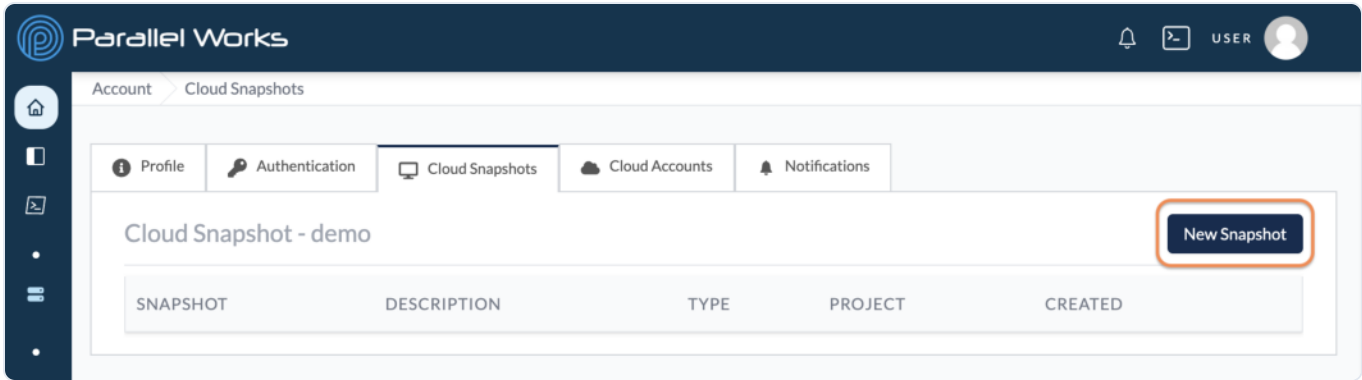 Parallel Works
USER
Account Cloud Snapshots
Profile Authentication Cloud Snapshots Cloud Accounts Notifications
Cloud Snapshot - demo
New Snapshot
SNAPSHOT DESCRIPTION TYPE PROJECT CREATED